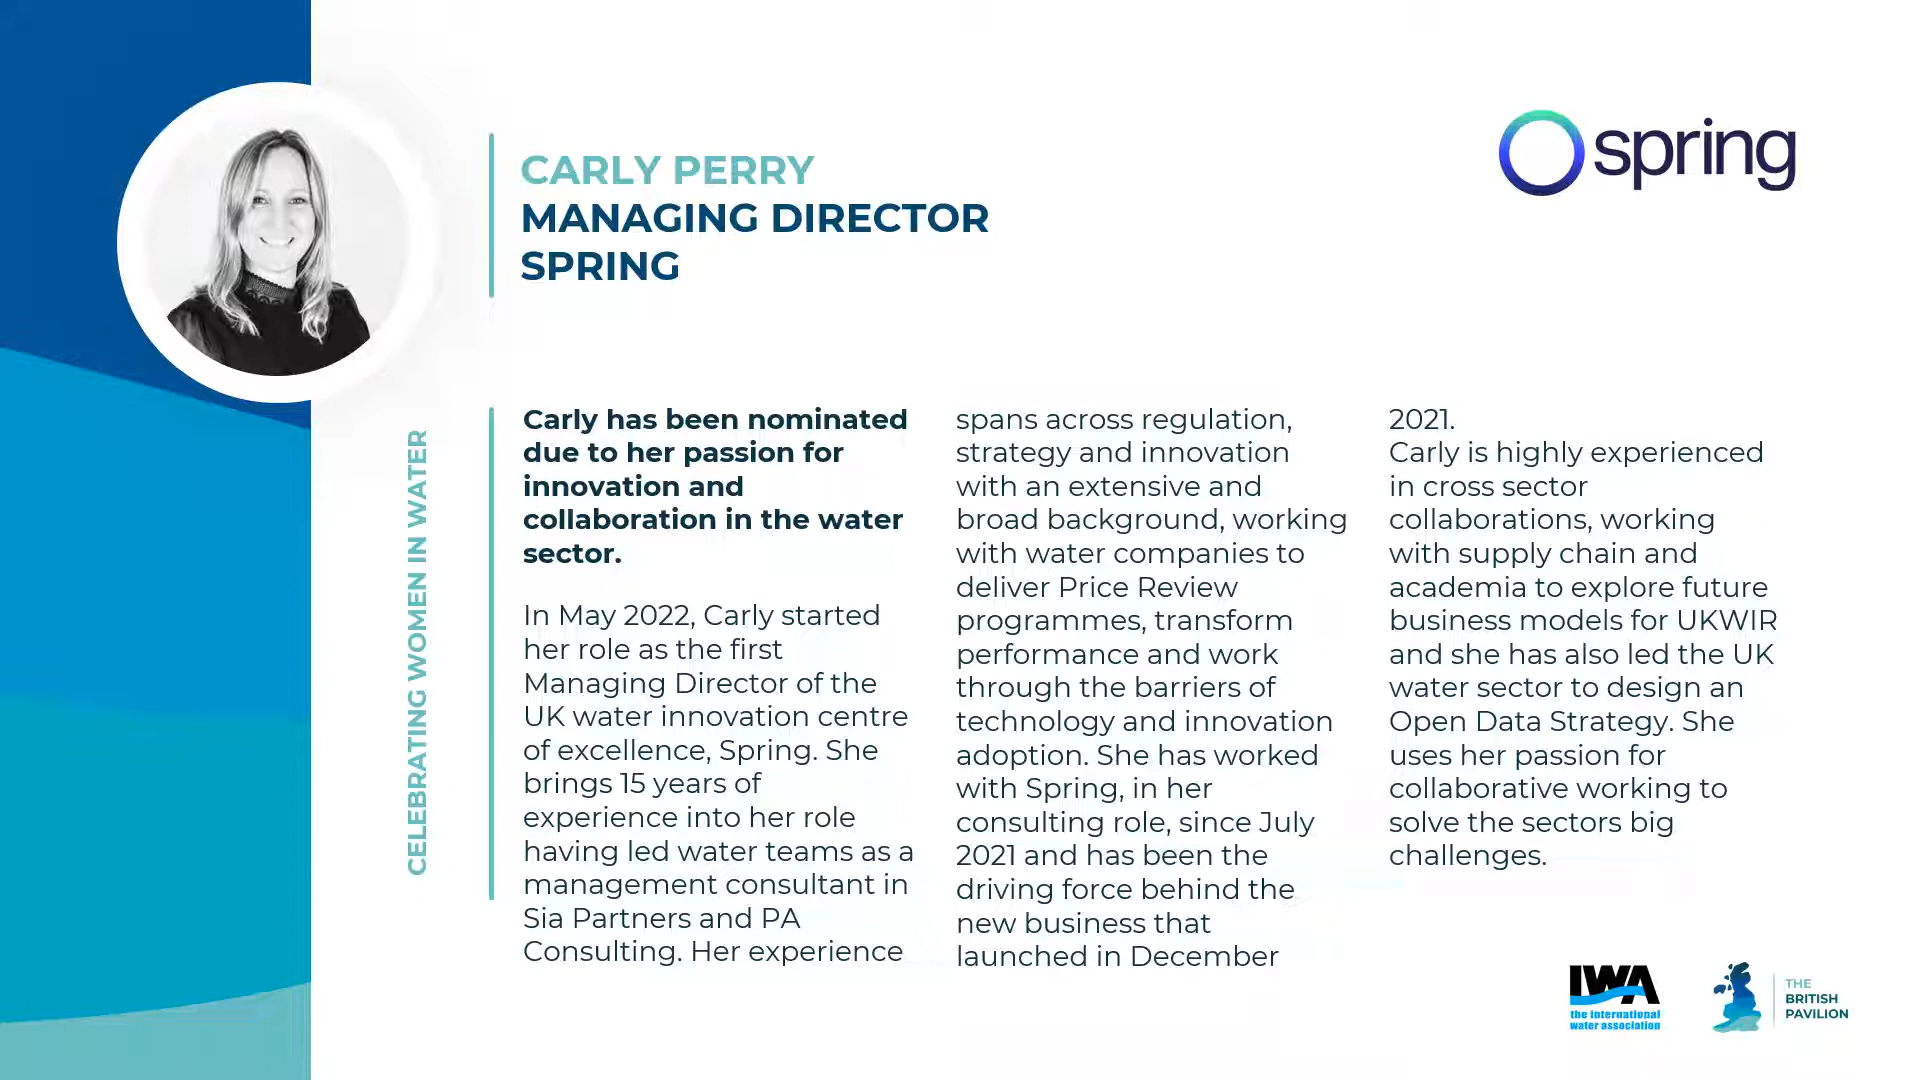 spring
CARLY PERRY
MANAGING DIRECTOR
SPRING
CELEBRATING WOMEN IN WATER
Carly has been nominated
due to her passion for
innovation and
collaboration in the water
sector.
In May 2022, Carly started
her role as the first
Managing Director of the
UK water innovation centre
of excellence, Spring. She
brings 15 years of
experience into her role
having led water teams as a
management consultant in
Sia Partners and PA
Consulting. Her experience
spans across regulation,
strategy and innovation
with an extensive and
broad background, working
with water companies to
deliver Price Review
programmes, transform
performance and work
through the barriers of
technology and innovation
adoption. She has worked
with Spring, in her
consulting role, since July
2021 and has been the
driving force behind the
new business that
launched in December
2021.
Carly is highly experienced
in cross sector
collaborations, working
with supply chain and
academia to explore future
business models for UKWIR
and she has also led the UK
water sector to design an
Open Data Strategy. She
uses her passion for
collaborative working to
solve the sectors big
challenges.
IWA
the international
water association
THE
BRITISH
PAVILION